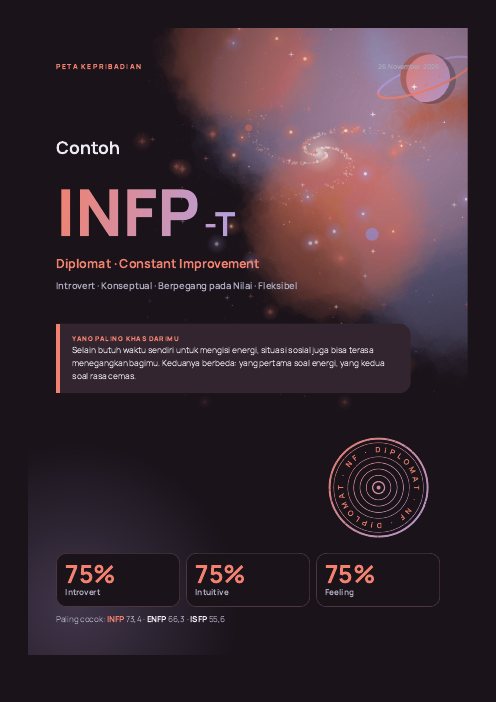 PETA KEPRIBADIAN
26 November 2026
Contoh
INFP -T
Diplomat · Constant Improvement
Introvert · Konseptual · Berpegang pada Nilai · Fleksibel
YANG PALING KHAS DARIMU
Selain butuh waktu sendiri untuk mengisi energi, situasi sosial juga bisa terasa
menegangkan bagimu. Keduanya berbeda: yang pertama soal energi, yang kedua
soal rasa cemas.
NF · DIPLOMAT · NF · DIPLOMAT ·
75%
Introvert
75%
Intuitive
75%
Feeling
Paling cocok: INFP 73,4 · ENFP 66,3 · ISFP 55,6